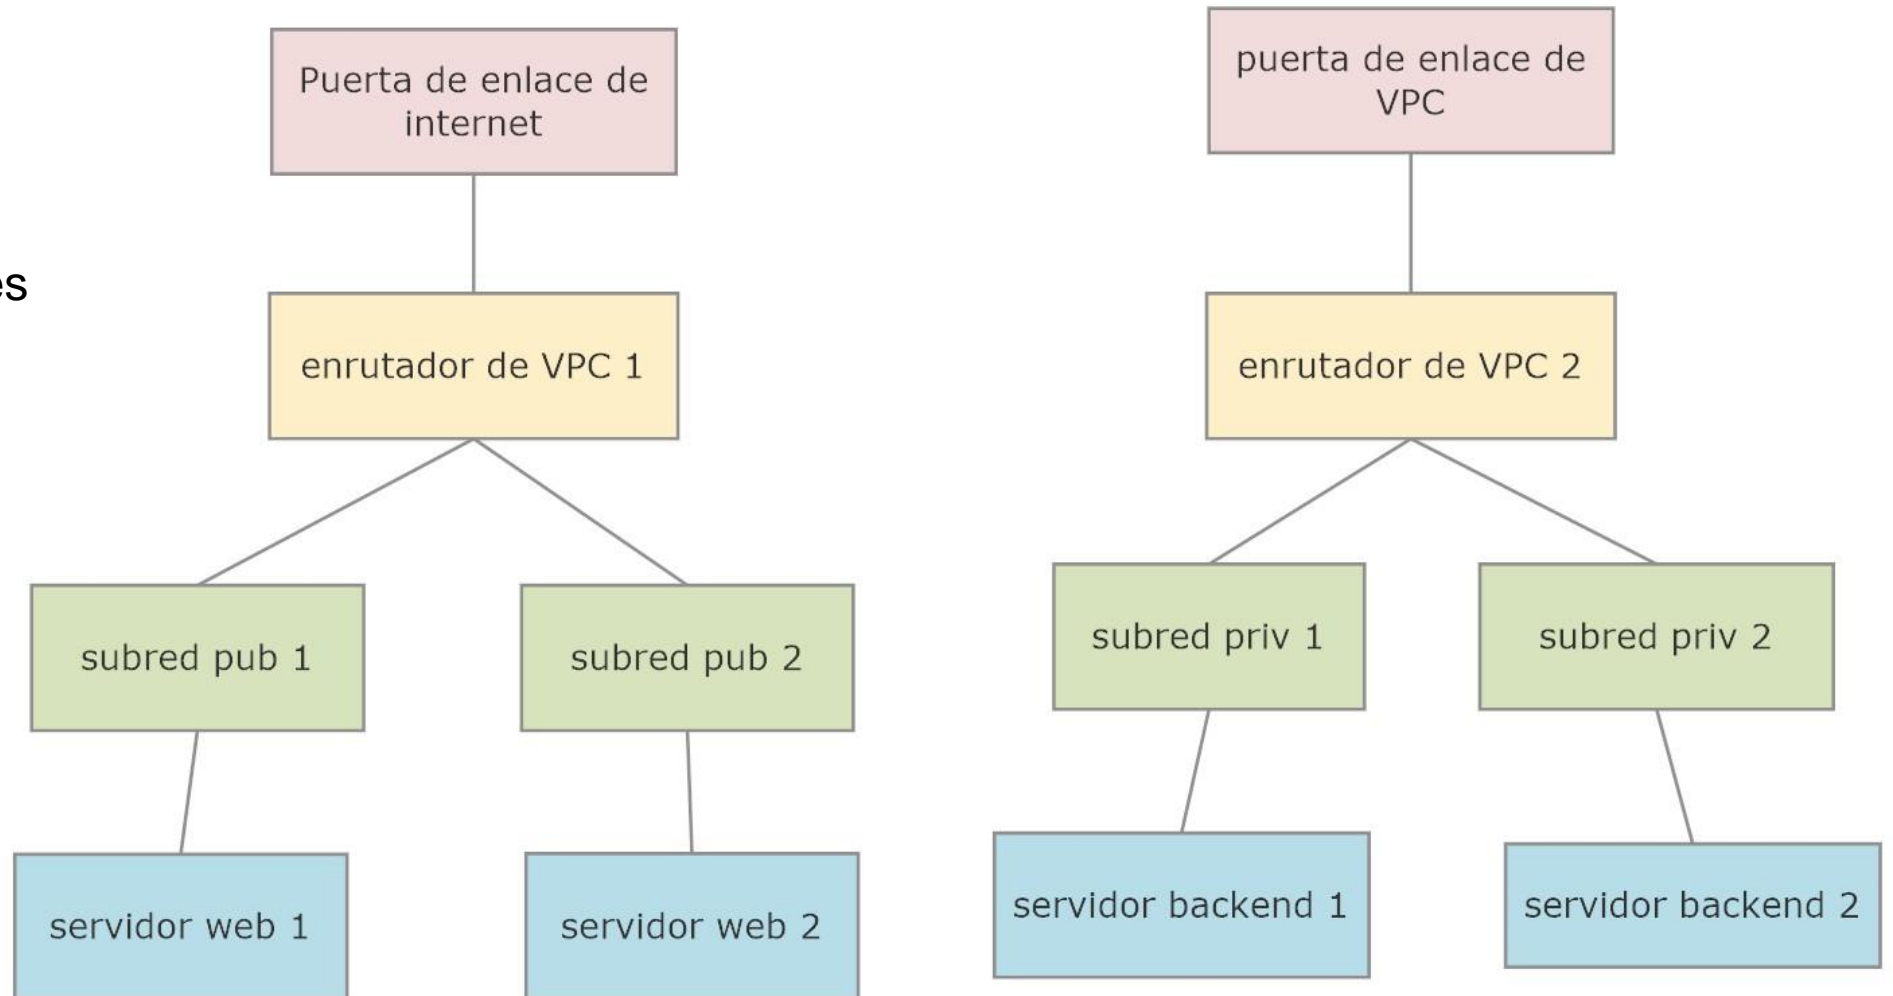 Puerta de enlace de
internet
puerta de enlace de
VPC
es
enrutador de VPC 1
enrutador de VPC 2
subred pub 1
subred pub 2
subred priv 1
subred priv 2
servidor web 1
servidor web 2
servidor backend 1
servidor backend 2